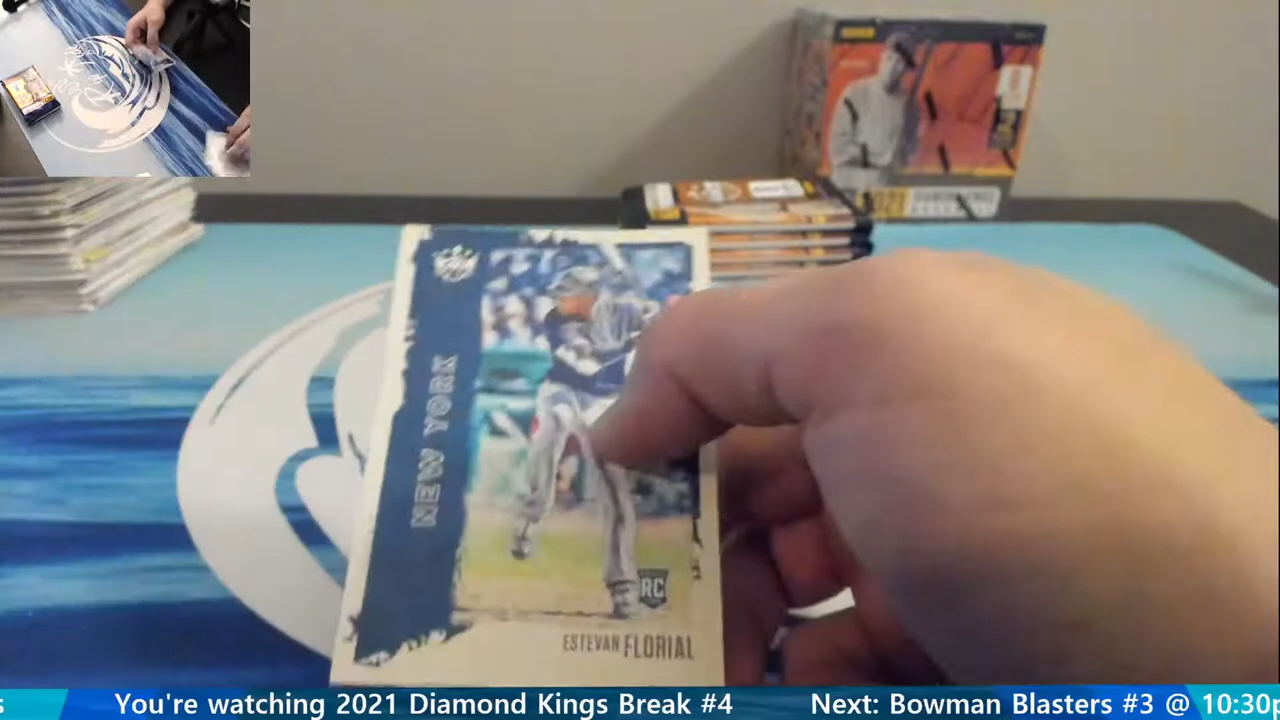 NEW YORK
RC
ESTEVAN FLORIAL
2021
s
You're watching 2021 Diamond Kings Break #4
Next: Bowman Blasters #3 @ 10:30p